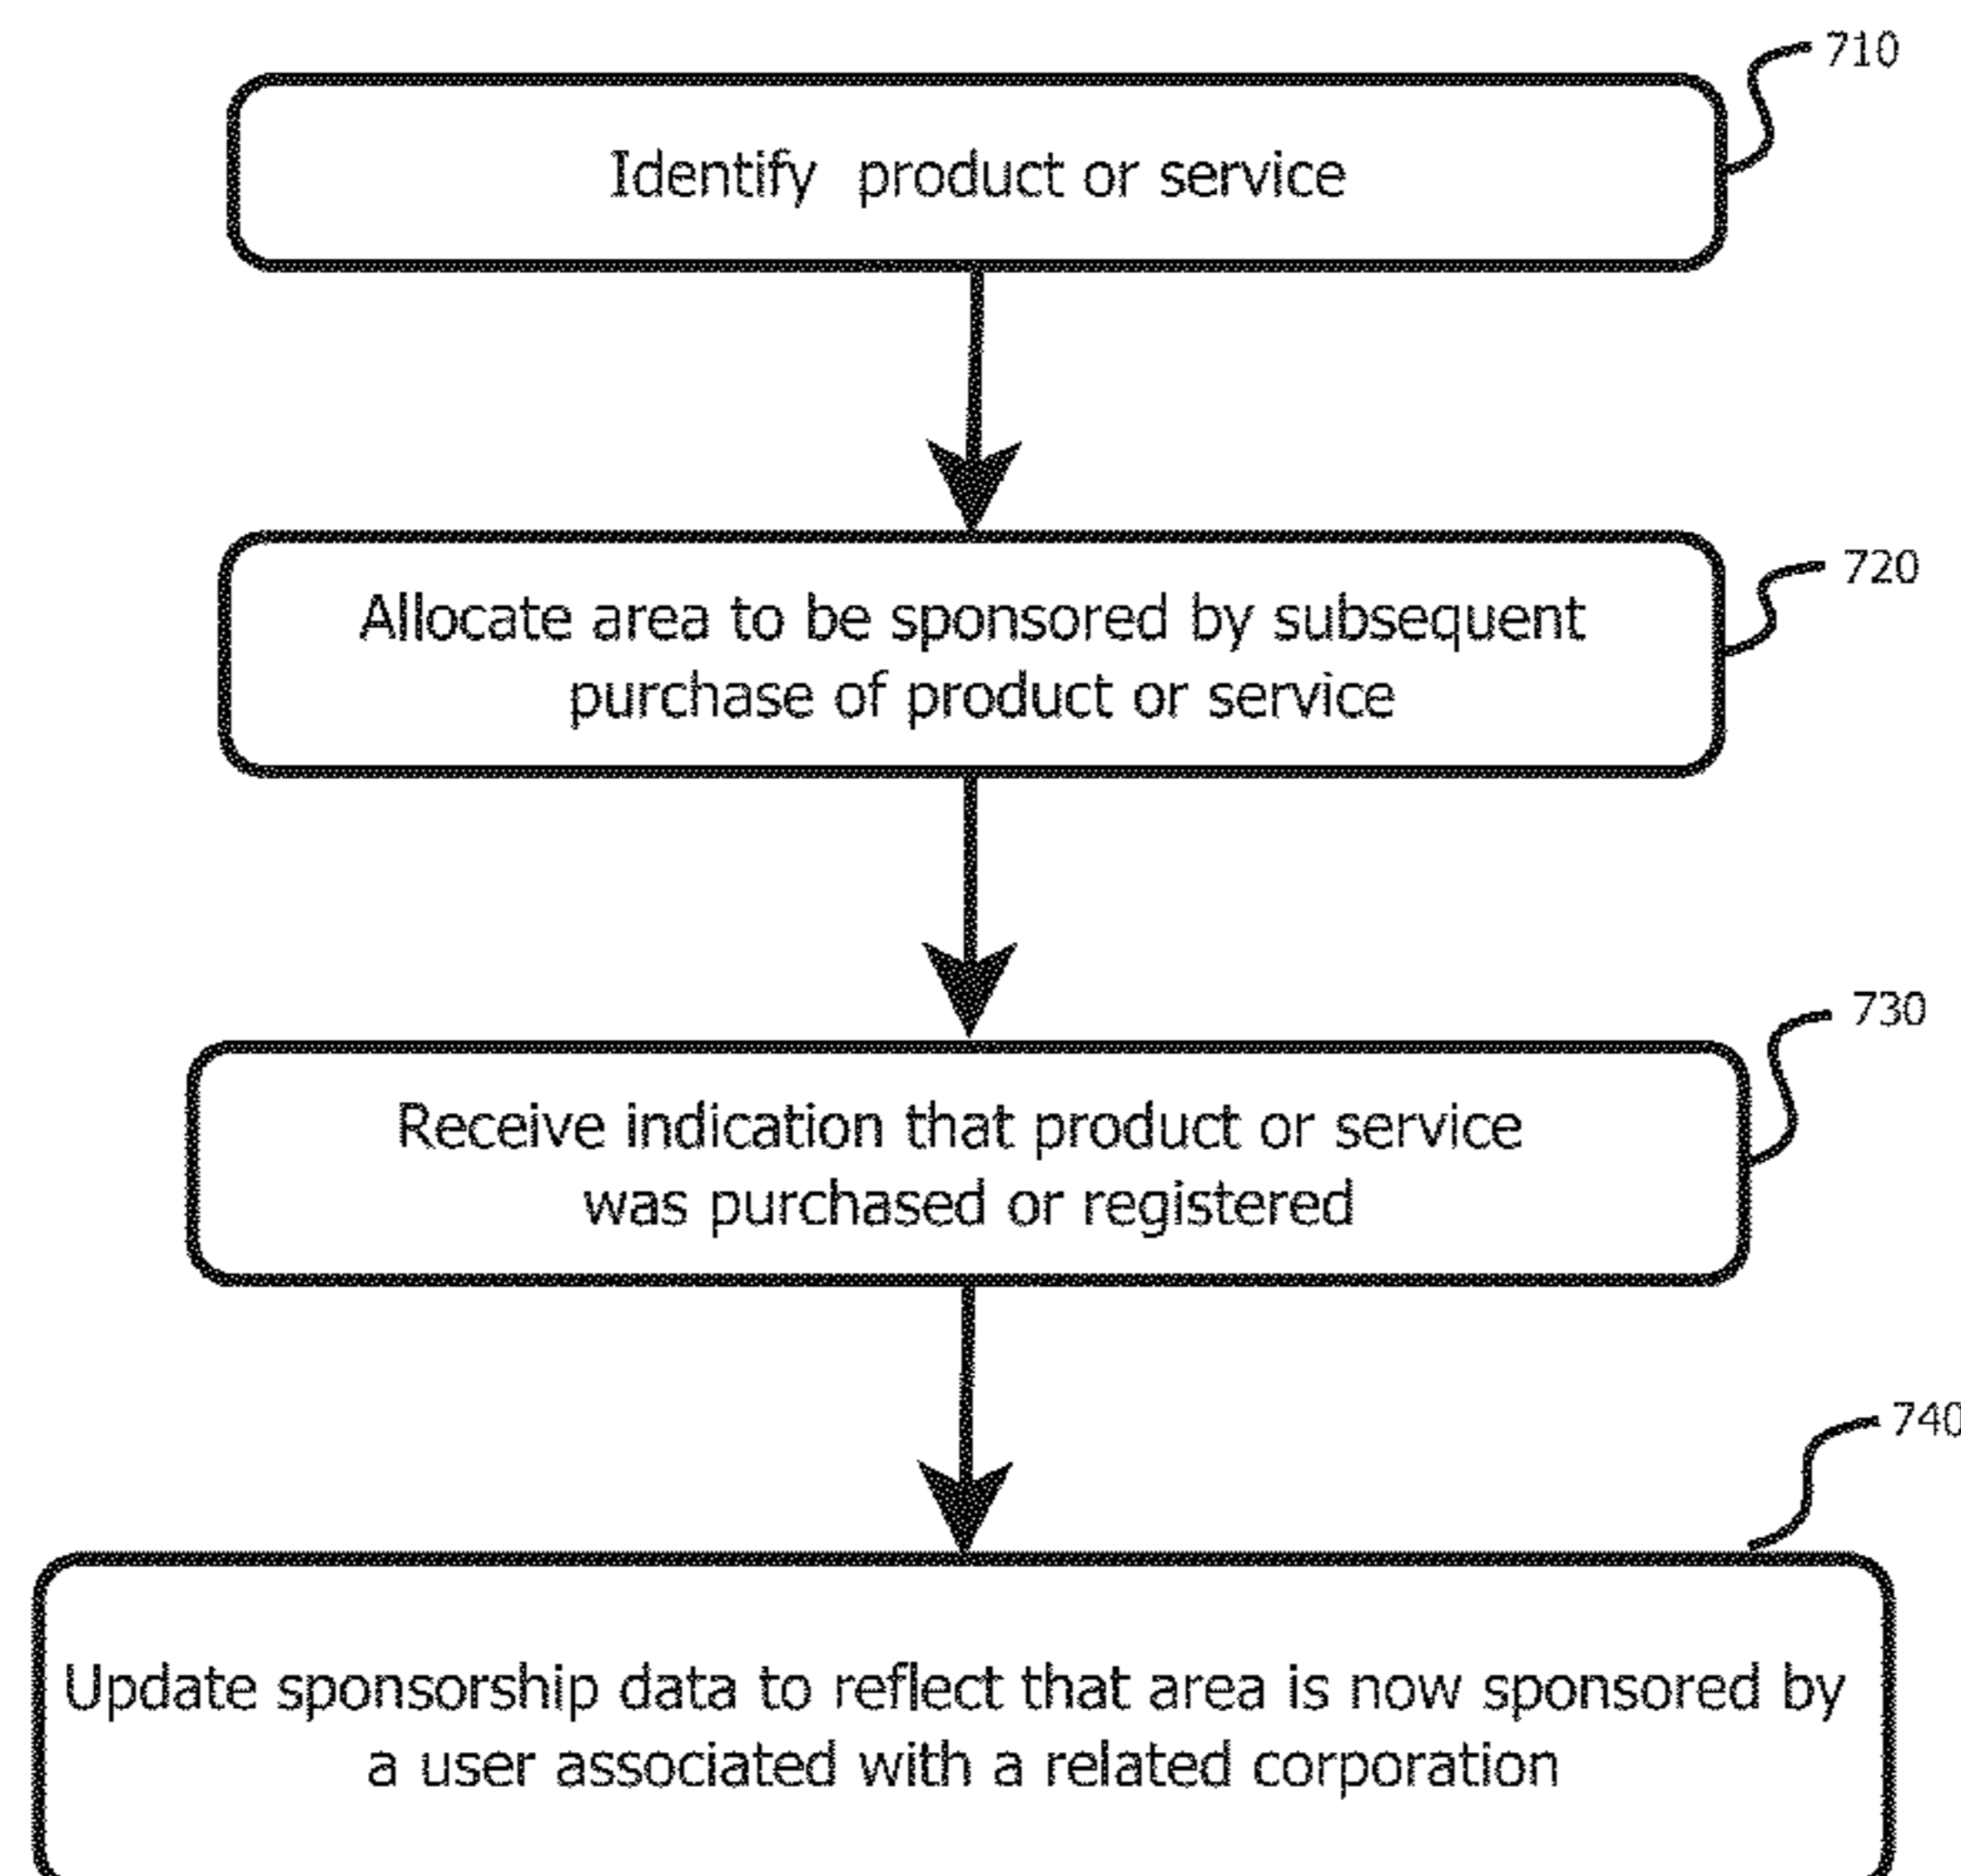 710
Identify product or service
720
Allocate area to be sponsored by subsequent
purchase of product or service
730
Receive indication that product or service
was purchased or registered
740
Update sponsorship data to reflect that area is now sponsored by
a user associated with a related corporation